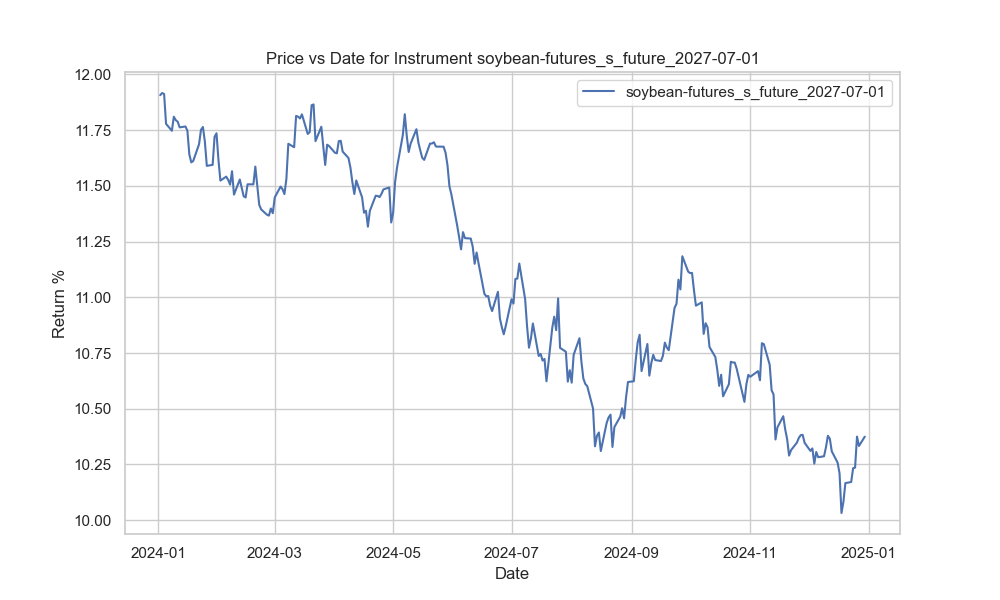 Price vs Date for Instrument soybean-futures_s_future_2027-07-01
soybean-futures_s_future_2027-07-01
Return %
12.00
11.75
11.50
11.25
11.00
10.75
10.50
10.25
10.00
2024-01 2024-03 2024-05 2024-07 2024-09 2024-11 2025-01
Date